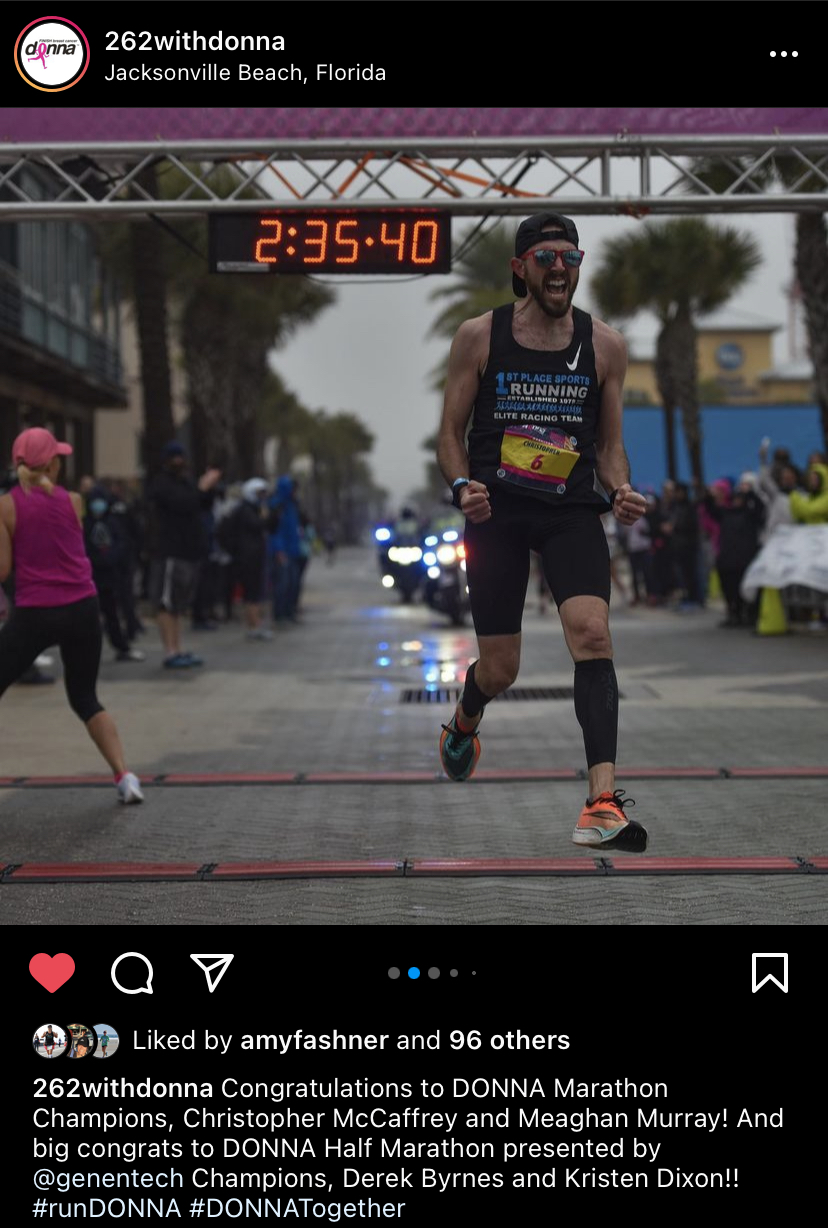 262withdonna
Jacksonville Beach, Florida
donna
2:35:40
1ST PLACE SPORTS
RUNNING
ESTABLISHED 1978
ELITE RACING TEAM
CHRISTOPHER
6
Liked by amyfashner and 96 others
262withdonna Congratulations to DONNA Marathon
Champions, Christopher McCaffrey and Meaghan Murray! And
big congrats to DONNA Half Marathon presented by
@genentech Champions, Derek Byrnes and Kristen Dixon!!
#runDONNA #DONNATogether